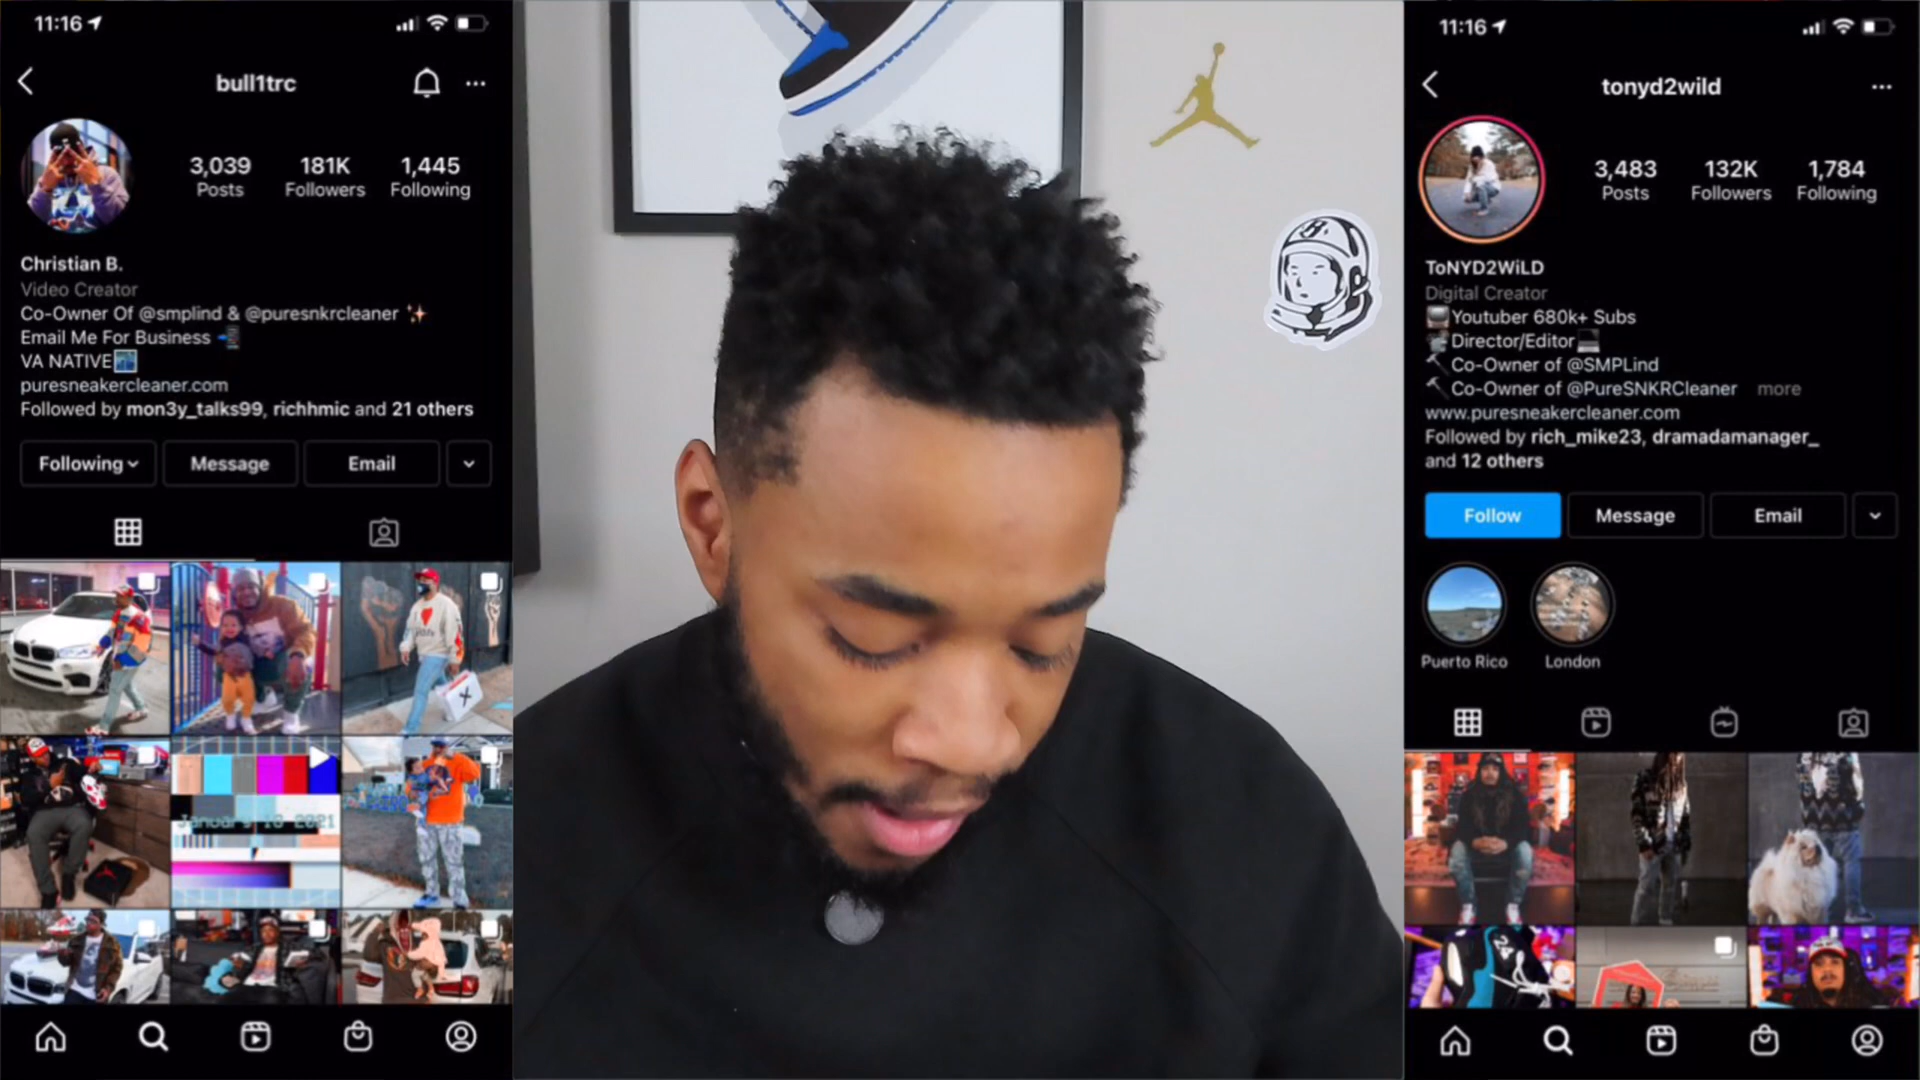 11:16
bull1trc
3,039
Posts
181K
Followers
1,445
Following
Christian B.
Video Creator
Co-Owner Of @smplind & @puresnkrcleaner
Email Me For Business
VA NATIVE
puresneakercleaner.com
Followed by mon3y_talks99, richhmic and 21 others
Following
Message
Email
January 10 2021
11:16
tonyd2wild
3,483
Posts
132K
Followers
1,784
Following
ToNYD2WiLD
Digital Creator
Youtuber 680k+ Subs
Director/Editor
Co-Owner of @SMPLind
Co-Owner of @PureSNKRCleaner more
www.puresneakercleaner.com
Followed by rich_mike23, dramadamanager_
and 12 others
Follow
Message
Email
Puerto Rico
London
24